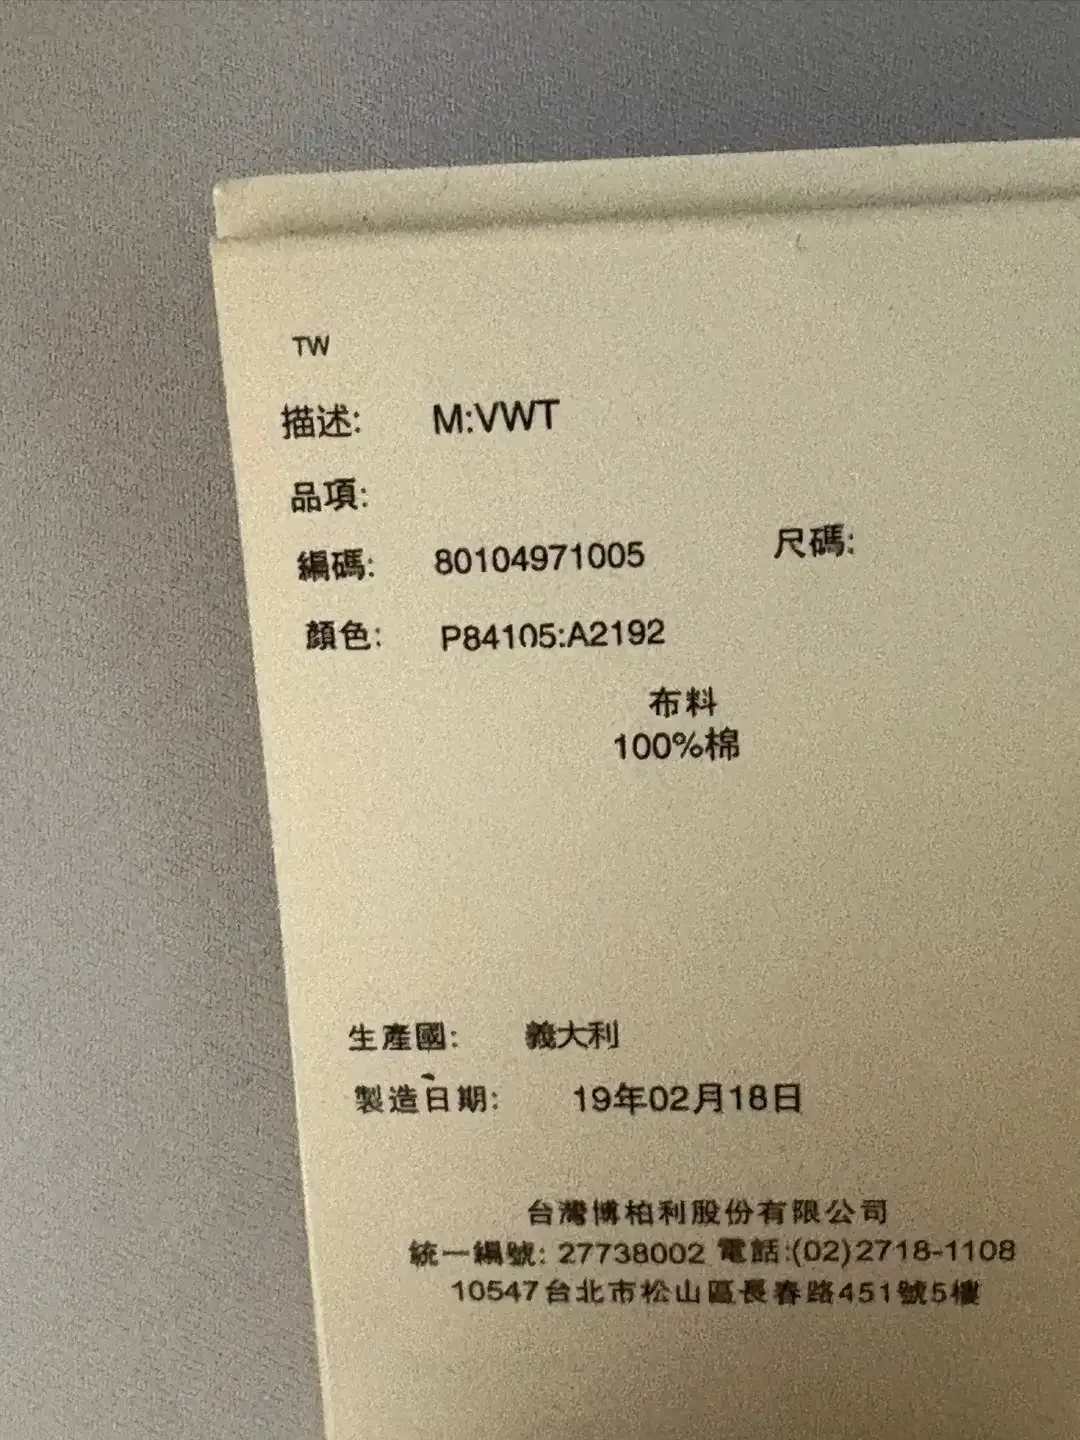 TW
描述: M:VWT
品項:
編碼: 80104971005 尺碼:
顏色: P84105:A2192
布料
100%棉
生產國: 義大利
製造日期: 19年02月18日
台灣博柏利股份有限公司
統一編號: 27738002 電話:(02)2718-1108
10547台北市松山區長春路451號5樓